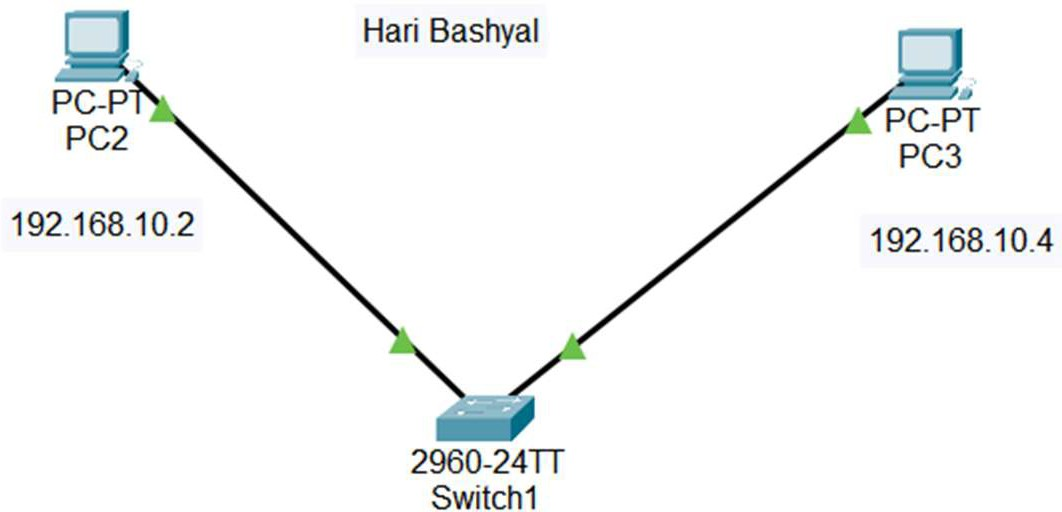 Hari Bashyal
PC-PT
PC2
PC-PT
PC3
192.168.10.2
192.168.10.4
2960-24TT
Switch1